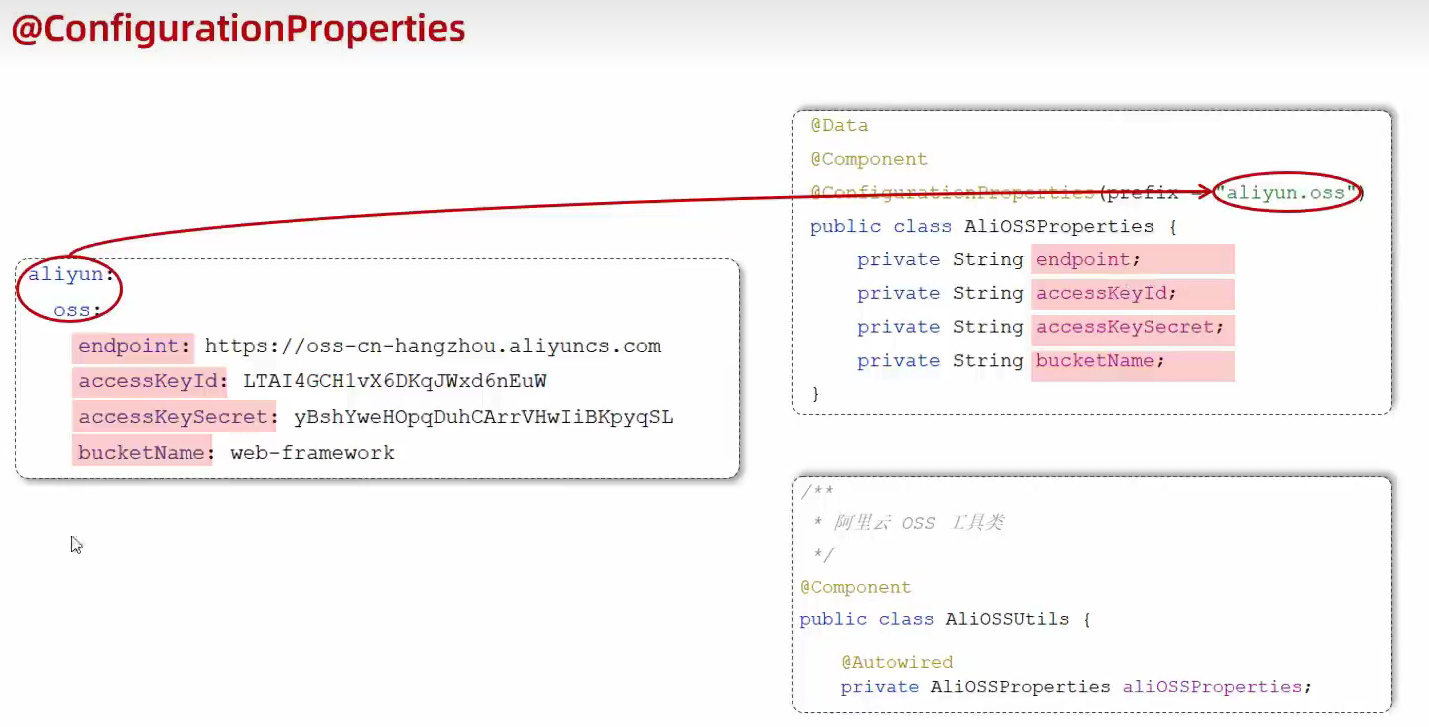 @ConfigurationProperties
aliyun:
oss:
endpoint: https://oss-cn-hangzhou.aliyuncs.com
accessKeyId: LTAI4GCH1vX6DKqJWxd6nEuW
accessKeySecret: yBshYweHOpqDuhCArrVHwIiBKpyqSL
bucketName: web-framework
@Data
@Component
@ConfigurationProperties(prefix = "aliyun.oss")
public class AliOSSProperties {
private String endpoint;
private String accessKeyId;
private String accessKeySecret;
private String bucketName;
}
/**
* 阿里云 OSS 工具类
*/
@Component
public class AliOSSUtils {
@Autowired
private AliOSSProperties aliOSSProperties;